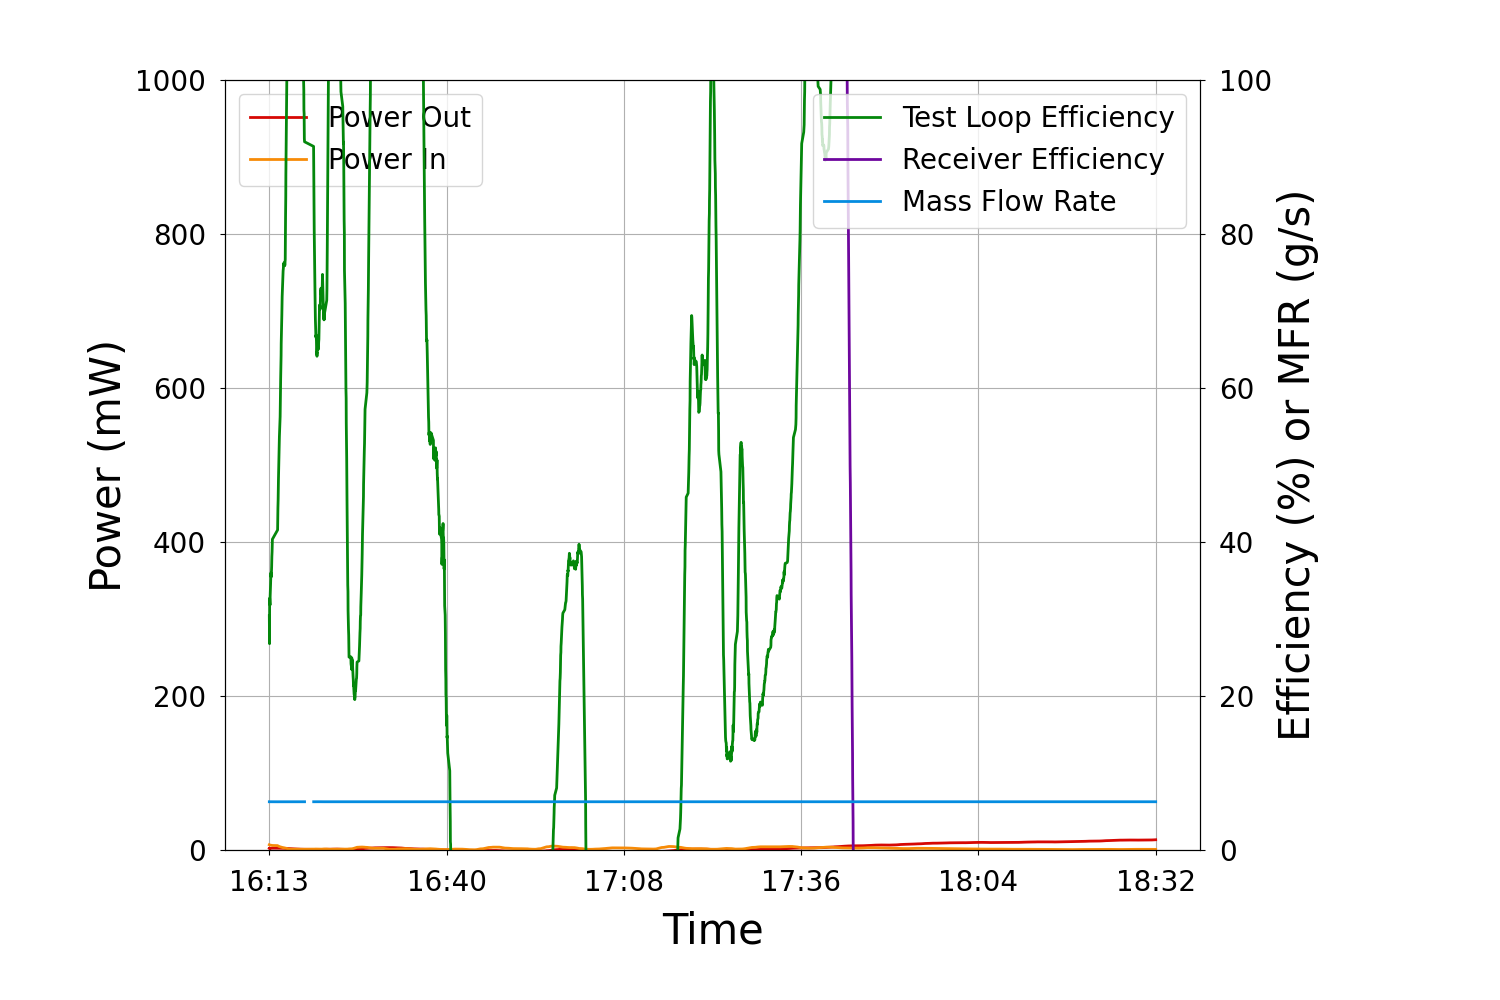 1000
800
600
400
200
0
Power (mW)
Power Out
Power In
Test Loop Efficiency
Receiver Efficiency
Mass Flow Rate
100
80
60
40
20
0
Efficiency (%) or MFR (g/s)
16:13 16:40 17:08 17:36 18:04 18:32
Time